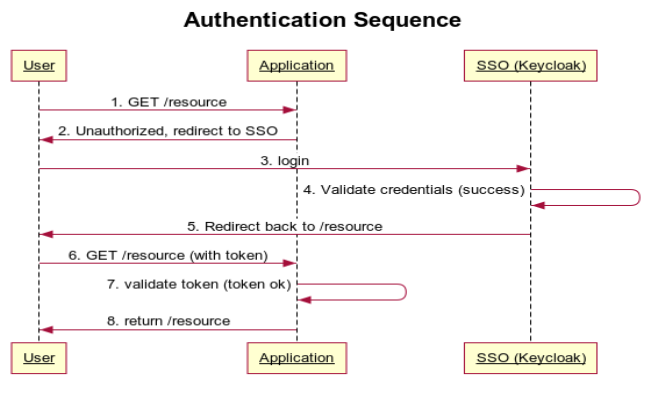 Authentication Sequence
User
Application
SSO (Keycloak)
1. GET /resource
2. Unauthorized, redirect to SSO
3. login
4. Validate credentials (success)
5. Redirect back to /resource
6. GET /resource (with token)
7. validate token (token ok)
8. return /resource
User
Application
SSO (Keycloak)